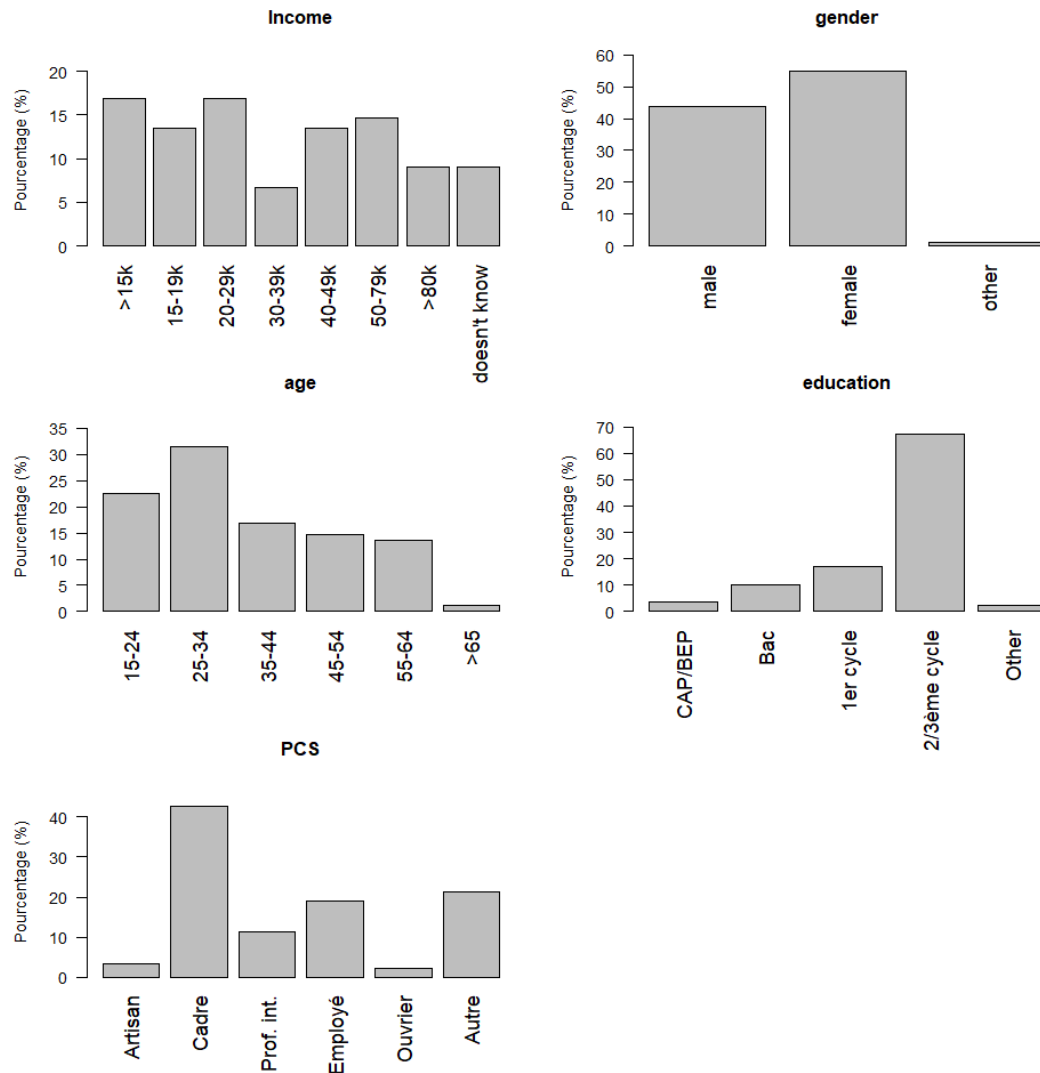 Income
Pourcentage (%)
20
15
10
5
0
>15k
15-19k
20-29k
30-39k
40-49k
50-79k
>80k
doesn't know
gender
Pourcentage (%)
60
50
40
30
20
10
0
male
female
other
age
Pourcentage (%)
35
30
25
20
15
10
5
0
15-24
25-34
35-44
45-54
55-64
>65
education
Pourcentage (%)
70
60
50
40
30
20
10
0
CAP/BEP
Bac
1er cycle
2/3ème cycle
Other
PCS
Pourcentage (%)
40
30
20
10
0
Artisan
Cadre
Prof. int.
Employé
Ouvrier
Autre